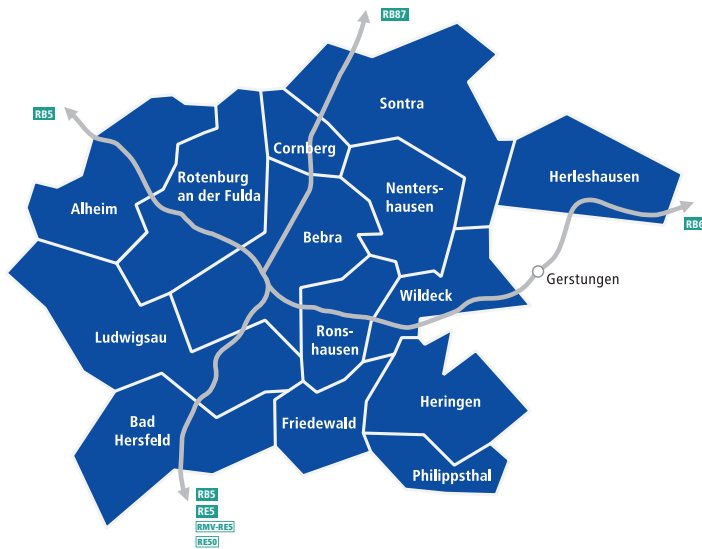 RB87
Sontra
RB5
Cornberg
Rotenburg
an der Fulda
Herleshausen
Nenters-
hausen
Alheim
RB6
Bebra
Gerstungen
Wildeck
Ludwigsau
Rons-
hausen
Heringen
Bad
Hersfeld
Friedewald
Philippsthal
RB5
RE5
RMV-RE5
RE50